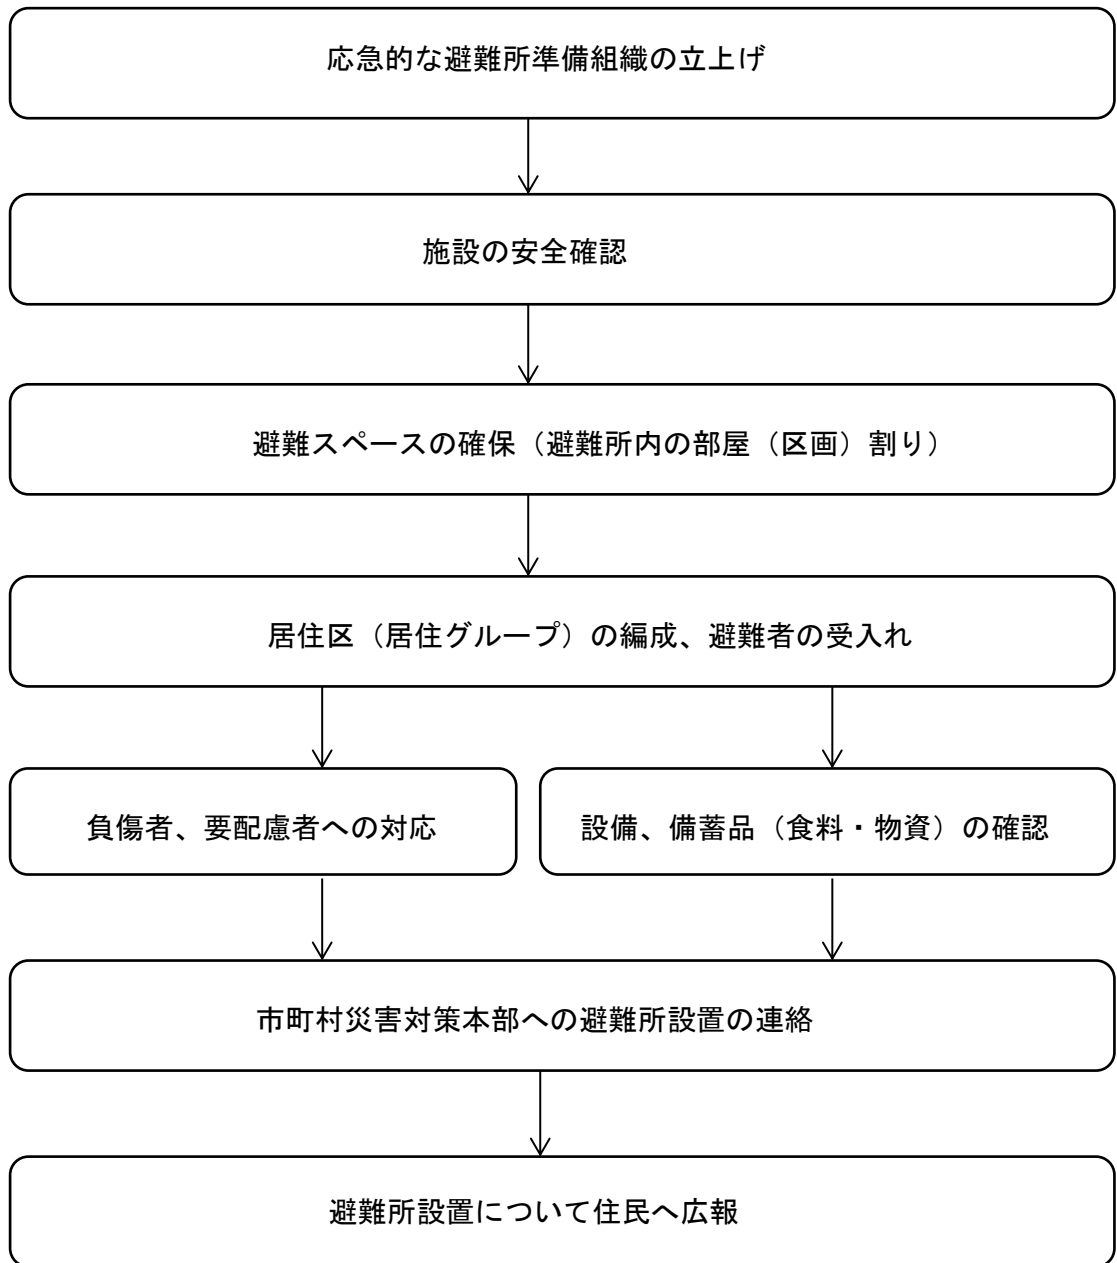 応急的な避難所準備組織の立上げ
施設の安全確認
避難スペースの確保（避難所内の部屋（区画）割り）
居住区（居住グループ）の編成、避難者の受入れ
負傷者、要配慮者への対応
設備、備蓄品（食料・物資）の確認
市町村災害対策本部への避難所設置の連絡
避難所設置について住民へ広報